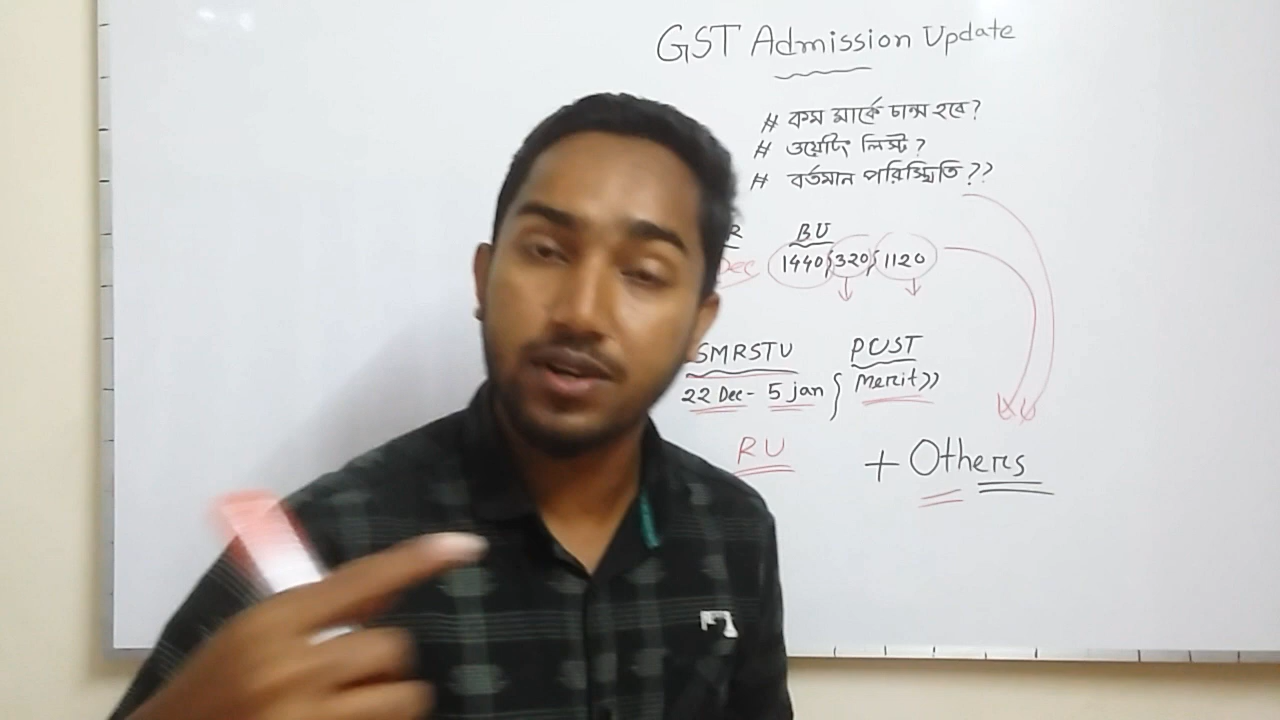 GST Admission Update
# কম মার্কে চান্স হবে?
# ওয়েটিং লিস্ট?
# বর্তমান পরিস্থিতি??
R BU
Dec 1440, 320, 1120
SMRSTU PUST
22 Dec - 5 jan Merit
RU + Others